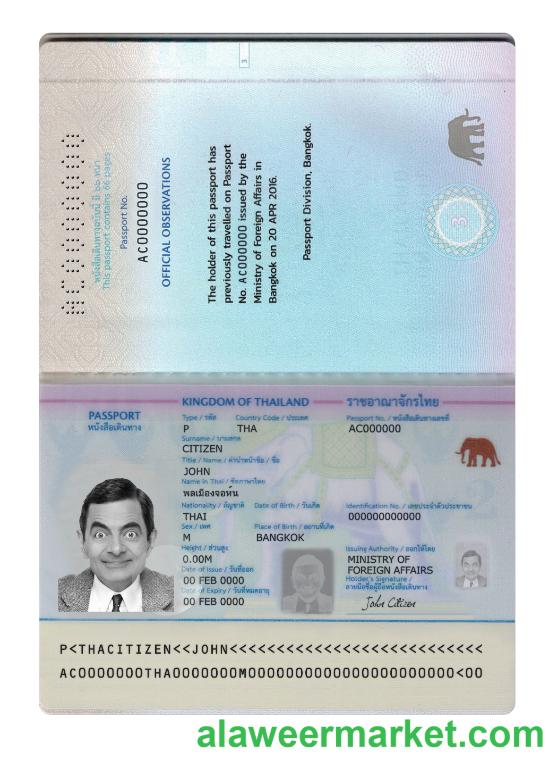 3
หนังสือเดินทางฉบับนี้ มี ๖๖ หน้า
This passport contains 66 pages
Passport No.
AC0000000
OFFICIAL OBSERVATIONS
The holder of this passport has
previously travelled on Passport
No. AC000000 issued by the
Ministry of Foreign Affairs in
Bangkok on 20 APR 2016.
Passport Division, Bangkok.
3
PASSPORT
หนังสือเดินทาง
KINGDOM OF THAILAND
ราชอาณาจักรไทย
Type / รหัส
Country Code / ประเทศ
Passport No. / หนังสือเดินทางเลขที่
P
THA
AC000000
Surname / นามสกุล
CITIZEN
Title / Name / คำนำหน้าชื่อ / ชื่อ
JOHN
Name in Thai / ชื่อภาษาไทย
พลเมืองจอห์น
Nationality / สัญชาติ
Date of Birth / วันเกิด
Identification No. / เลขประจำตัวประชาชน
THAI
000000000000
Sex / เพศ
Place of Birth / สถานที่เกิด
M
BANGKOK
Height / ส่วนสูง
0.00M
Issuing Authority / ออกให้โดย
MINISTRY OF
FOREIGN AFFAIRS
Date of Issue / วันที่ออก
00 FEB 0000
Date of Expiry / วันที่หมดอายุ
00 FEB 0000
Holder's Signature /
ลายมือชื่อผู้ถือหนังสือเดินทาง
John Citizen
P<THACITIZEN<<JOHN<<<<<<<<<<<<<<<<<<<<<<<<<<
AC0000000THA0000000M00000000000000000000000<00
alaweermarket.com